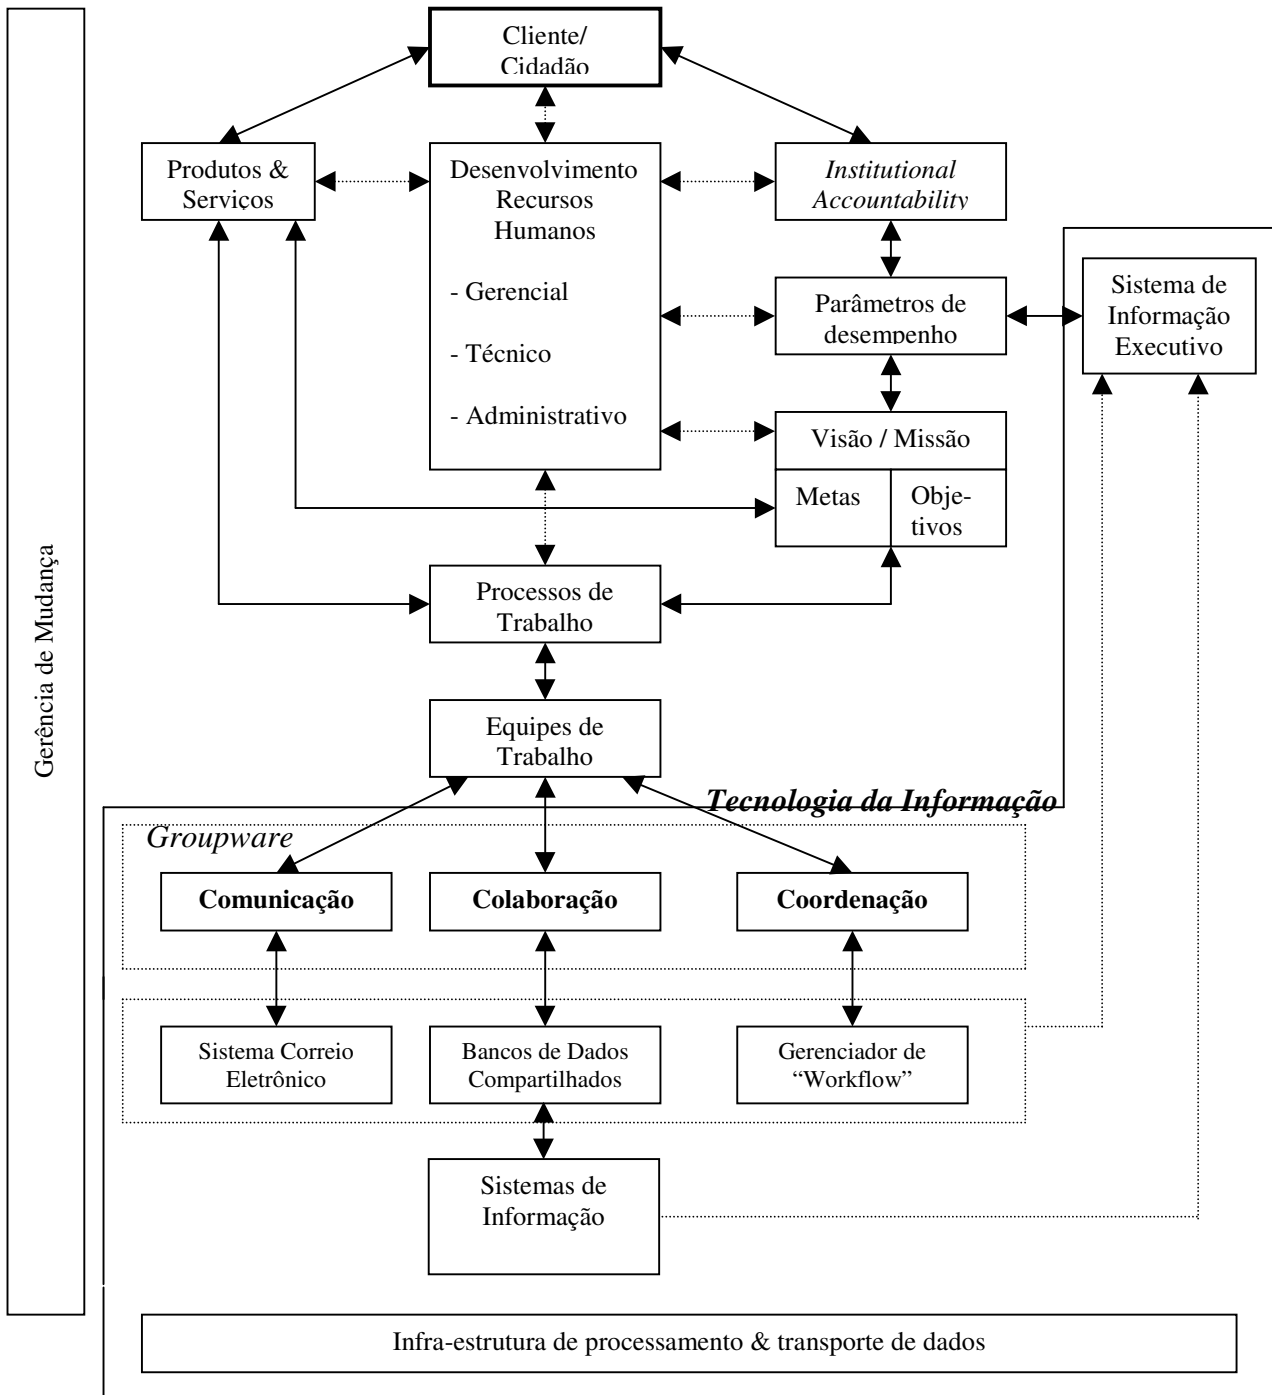 Cliente/
Cidadão
Produtos &
Serviços
Desenvolvimento
Recursos
Humanos
- Gerencial
- Técnico
- Administrativo
Institutional
Accountability
Parâmetros de
desempenho
Sistema de
Informação
Executivo
Visão / Missão
Metas
Obje-
tivos
Processos de
Trabalho
Equipes de
Trabalho
Gerência de Mudança
Tecnologia da Informação
Groupware
Comunicação
Colaboração
Coordenação
Sistema Correio
Eletrônico
Bancos de Dados
Compartilhados
Gerenciador de
“Workflow”
Sistemas de
Informação
Infra-estrutura de processamento & transporte de dados